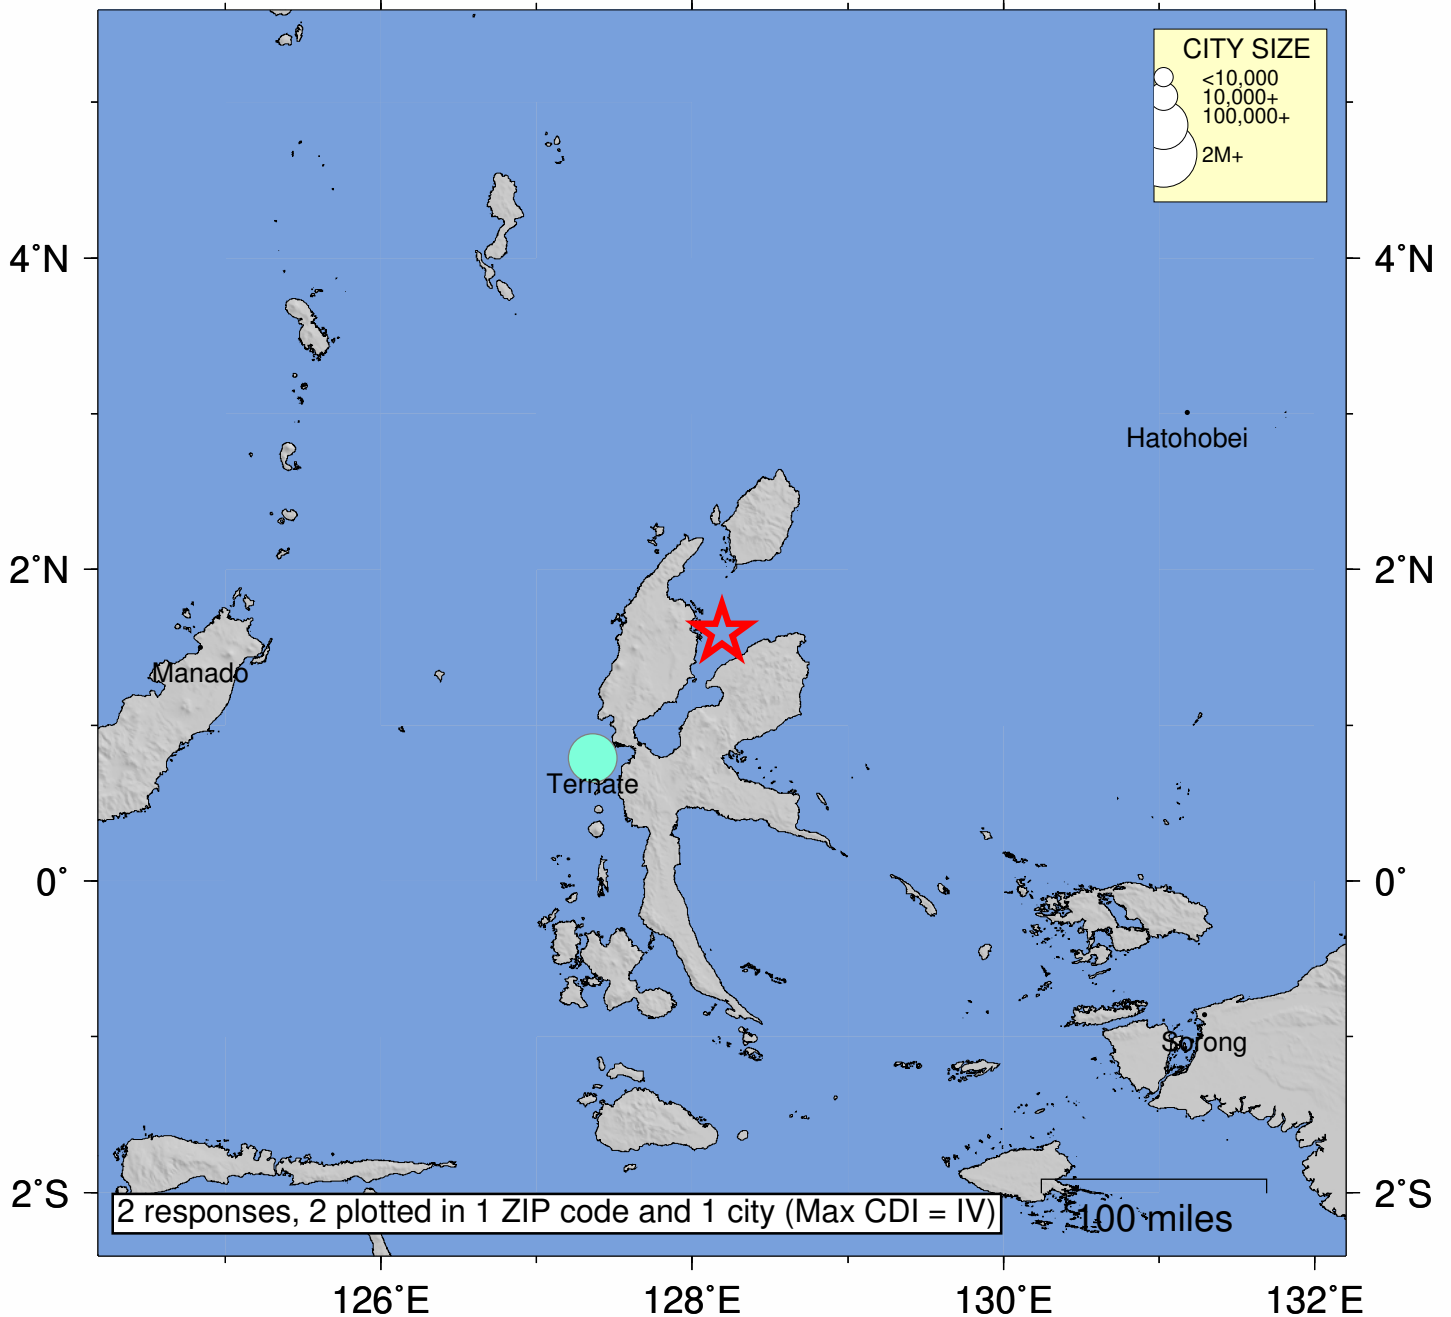 CITY SIZE
<10,000
10,000+
100,000+
2M+
4˚N
4˚N
Hatohobei
2˚N
2˚N
Manado
Ternate
0˚
0˚
Sorong
2˚S
2˚S
2 responses, 2 plotted in 1 ZIP code and 1 city (Max CDI = IV)
100 miles
126˚E
128˚E
130˚E
132˚E